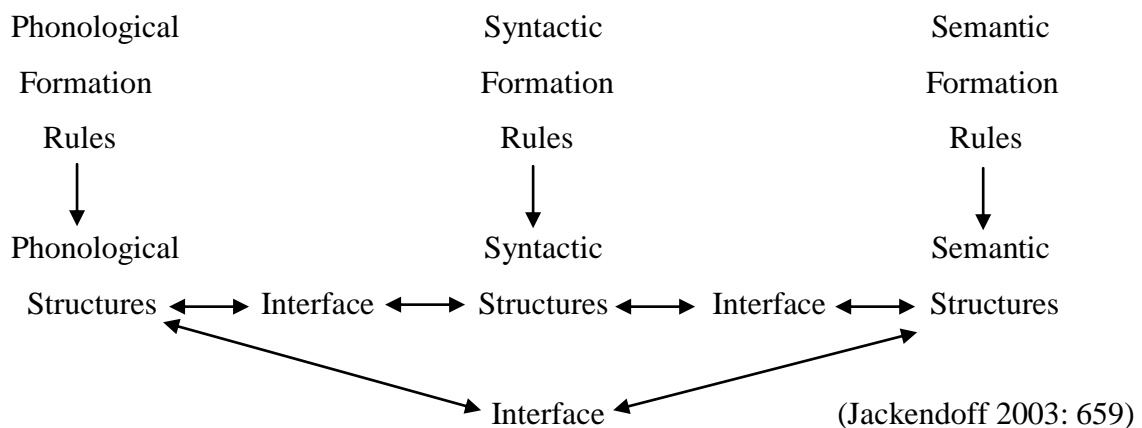 Phonological Syntactic Semantic
Formation Formation Formation
Rules Rules Rules
Phonological Syntactic Semantic
Structures Interface Structures Interface Structures
Interface (Jackendoff 2003: 659)